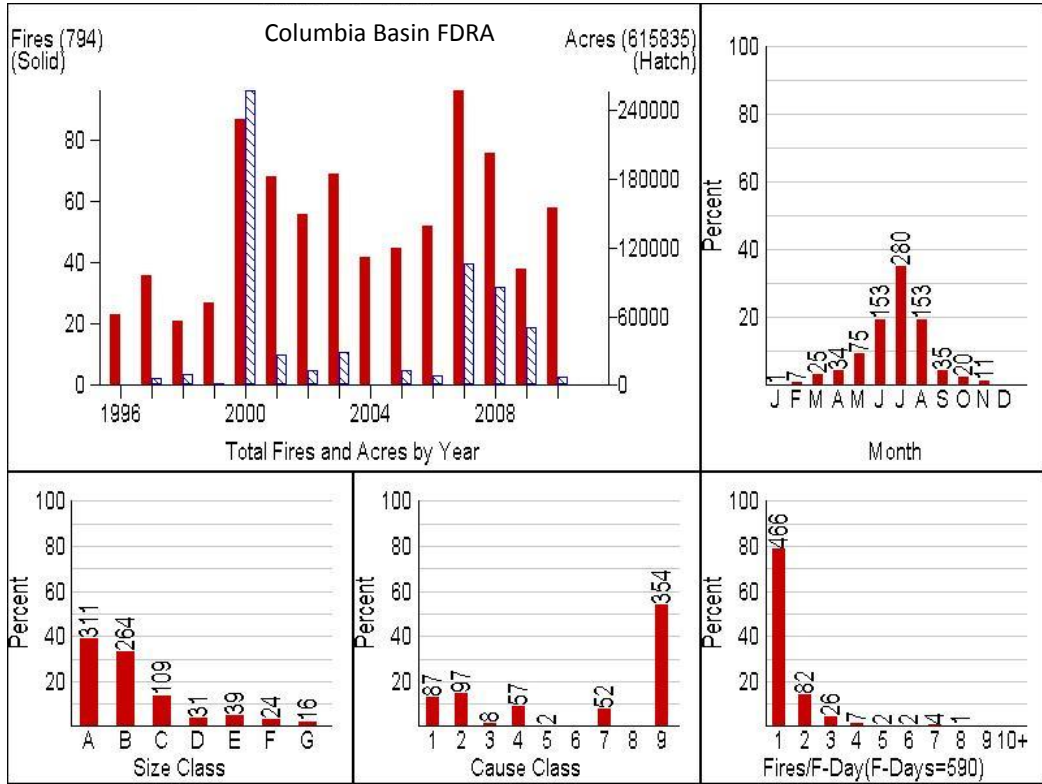 Columbia Basin FDRA
Fires (794)
(Solid)
Acres (615835)
(Hatch)
80
60
40
20
0
240000
180000
120000
60000
0
1996 2000 2004 2008
Total Fires and Acres by Year
100
80
60
40
20
Percent
1 7 25 34 75 153 280 153 35 20 11
J F M A M J J A S O N D
Month
100
80
60
40
20
Percent
311 264 109 31 39 24 16
A B C D E F G
Size Class
100
80
60
40
20
Percent
87 97 8 57 2 52 354
1 2 3 4 5 6 7 8 9
Cause Class
100
80
60
40
20
Percent
466 82 26 7 2 2 4 1
1 2 3 4 5 6 7 8 9 10+
Fires/F-Day(F-Days=590)